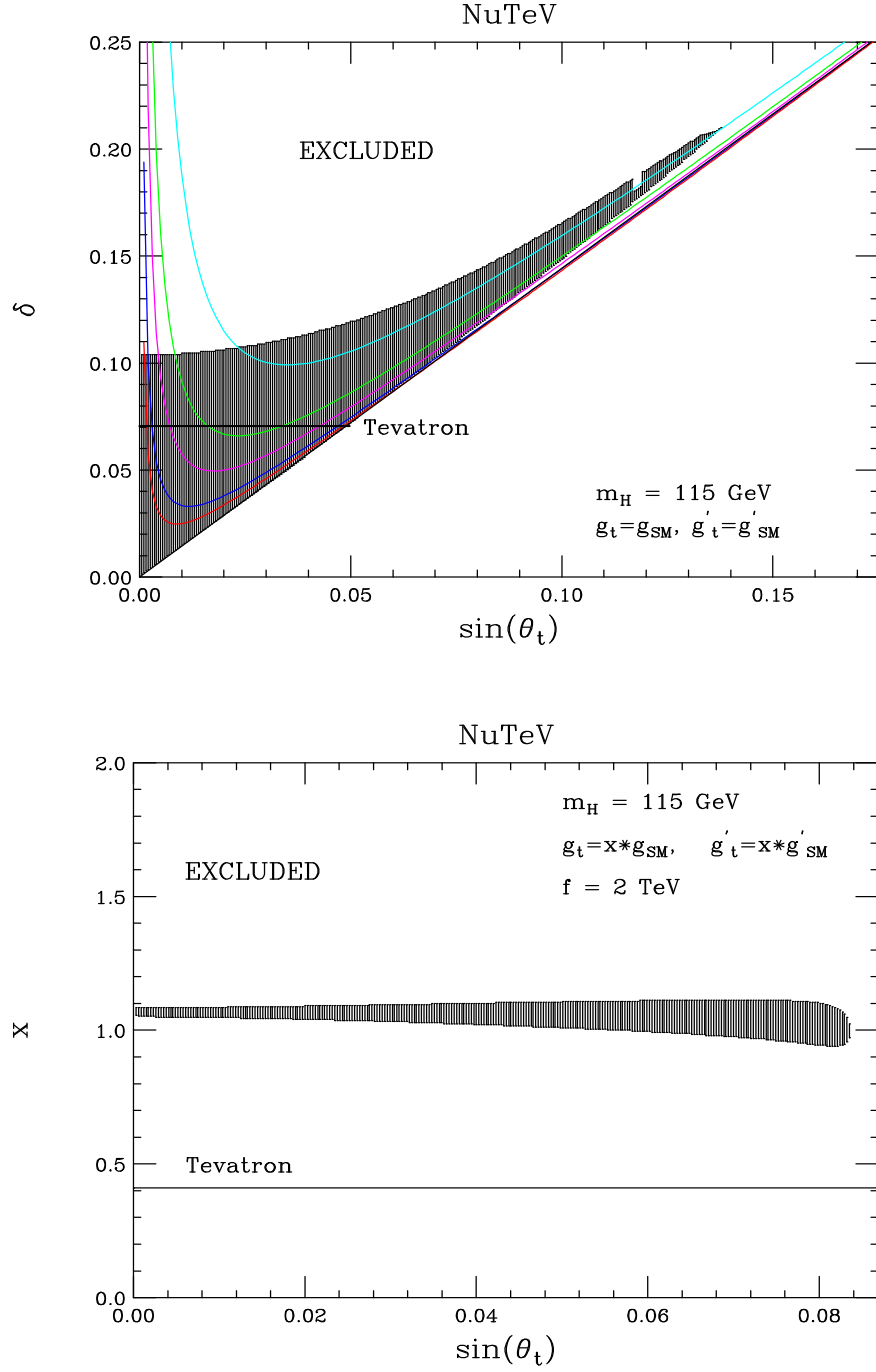 NuTeV
0.25
0.20
0.15
0.10
0.05
0.00
δ
EXCLUDED
Tevatron
m_H = 115 GeV
g_t=g_SM, g'_t=g'_SM
0.00 0.05 0.10 0.15
sin(θ_t)
NuTeV
2.0
1.5
1.0
0.5
0.0
x
m_H = 115 GeV
g_t=x*g_SM, g'_t=x*g'_SM
f = 2 TeV
EXCLUDED
Tevatron
0.00 0.02 0.04 0.06 0.08
sin(θ_t)